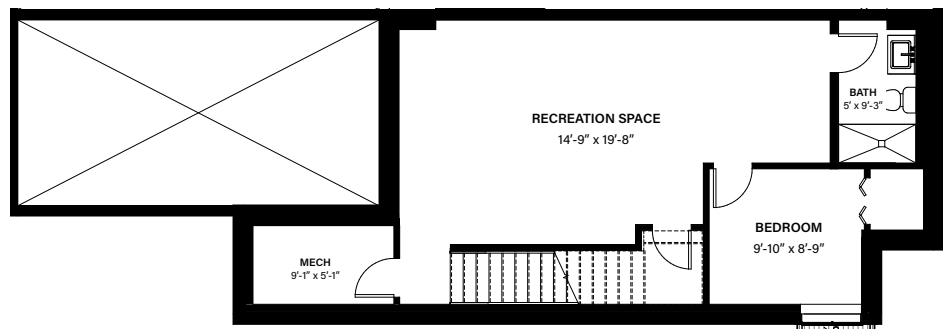 RECREATION SPACE
14'-9" x 19'-8"
BATH
5' x 9'-3"
BEDROOM
9'-10" x 8'-9"
MECH
9'-1" x 5'-1"